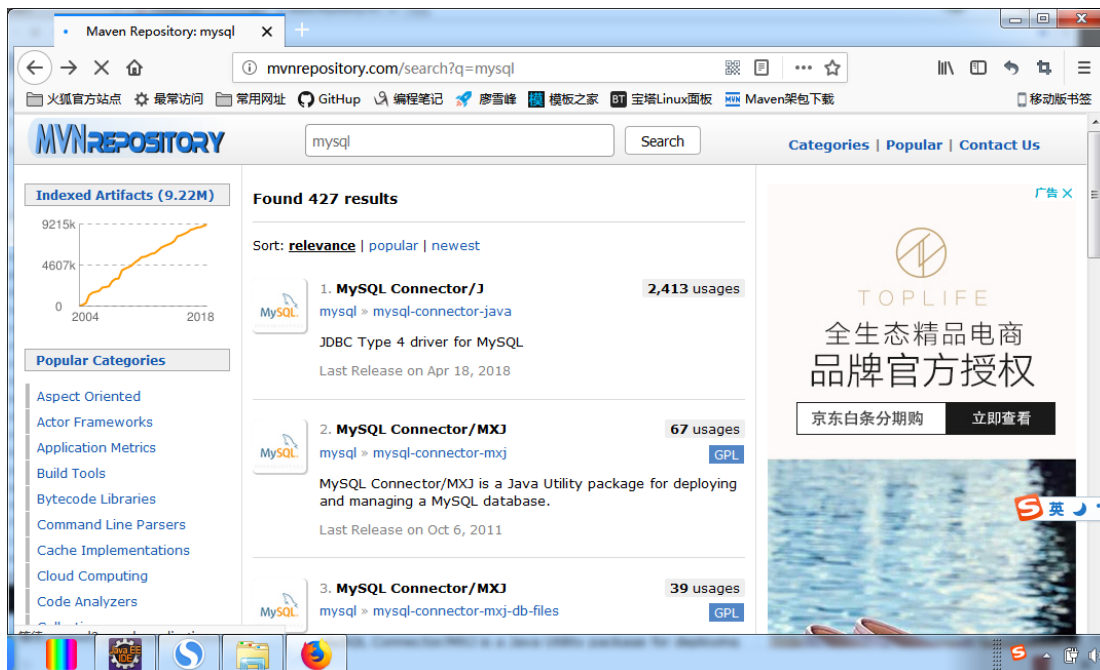 Maven Repository: mysql
mvnrepository.com/search?q=mysql
火狐官方站点 最常访问 常用网址 GitHup 编程笔记 廖雪峰 模 模板之家 BT 宝塔Linux面板 MVN Maven架包下载 移动版书签
MVNREPOSITORY
mysql
Search
Categories | Popular | Contact Us
Indexed Artifacts (9.22M)
9215k
4607k
0
2004 2018
Popular Categories
Aspect Oriented
Actor Frameworks
Application Metrics
Build Tools
Bytecode Libraries
Command Line Parsers
Cache Implementations
Cloud Computing
Code Analyzers
Found 427 results
Sort: relevance | popular | newest
MySQL
1. MySQL Connector/J
2,413 usages
mysql » mysql-connector-java
JDBC Type 4 driver for MySQL
Last Release on Apr 18, 2018
MySQL
2. MySQL Connector/MXJ
67 usages
mysql » mysql-connector-mxj
GPL
MySQL Connector/MXJ is a Java Utility package for deploying
and managing a MySQL database.
Last Release on Oct 6, 2011
MySQL
3. MySQL Connector/MXJ
39 usages
mysql » mysql-connector-mxj-db-files
GPL
广告
TOPLIFE
全生态精品电商
品牌官方授权
京东白条分期购 立即查看
S 英
Java EE
IDE
S
S